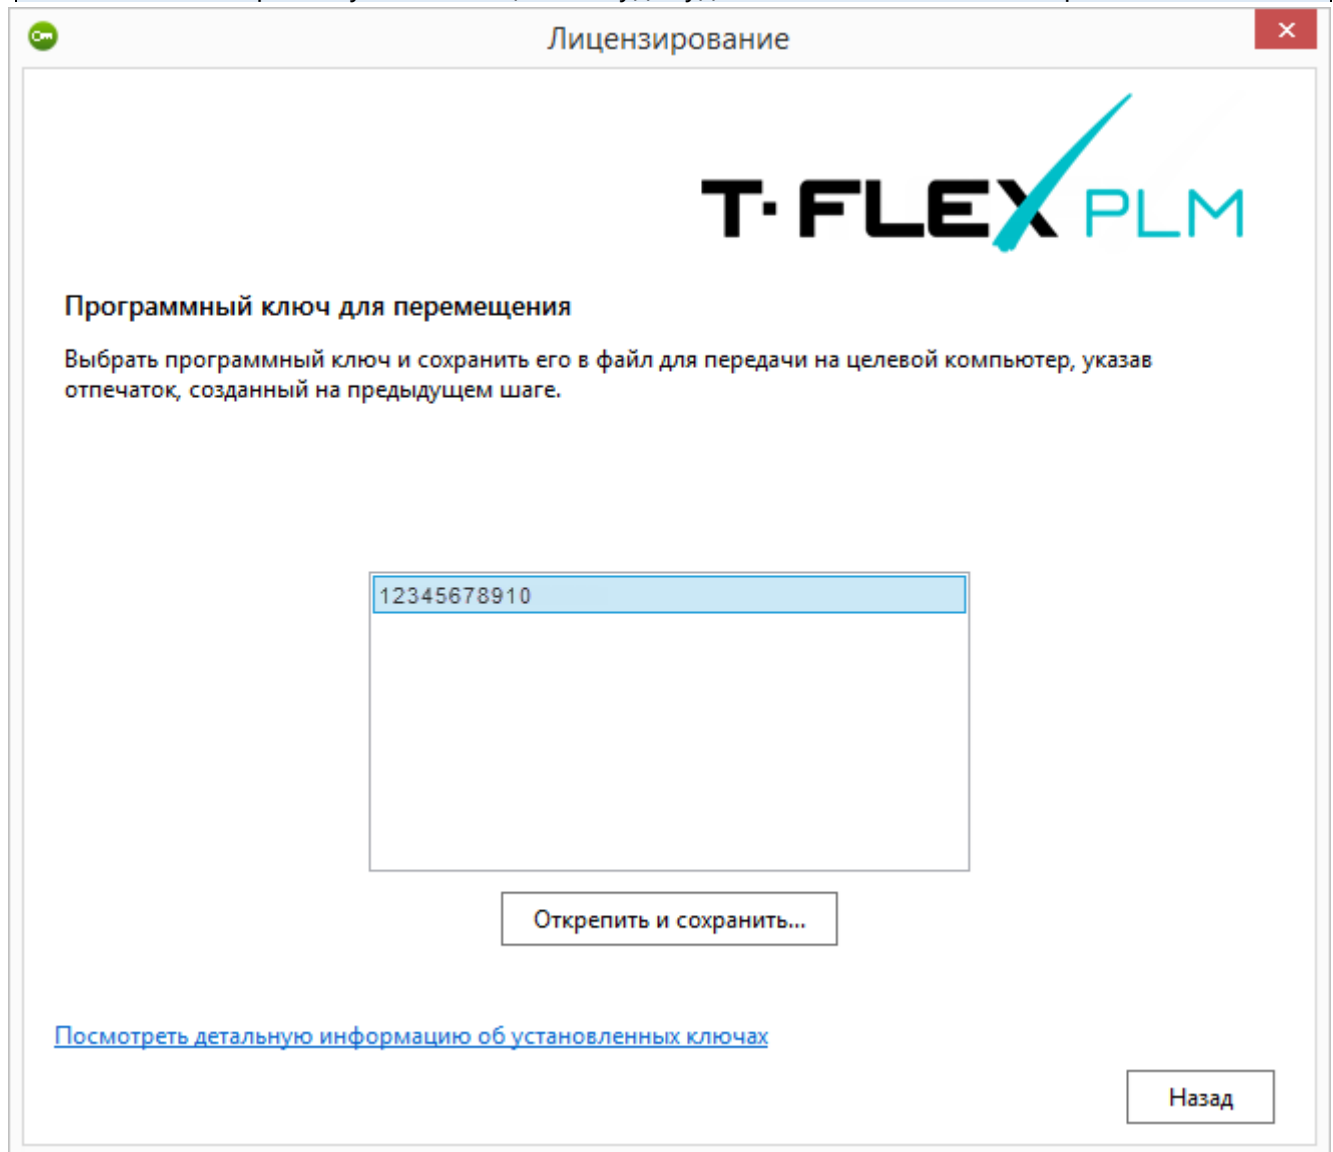 Лицензирование
T-FLEX PLM
Программный ключ для перемещения
Выбрать программный ключ и сохранить его в файл для передачи на целевой компьютер, указав
отпечаток, созданный на предыдущем шаге.
12345678910
Открепить и сохранить...
Посмотреть детальную информацию об установленных ключах
Назад